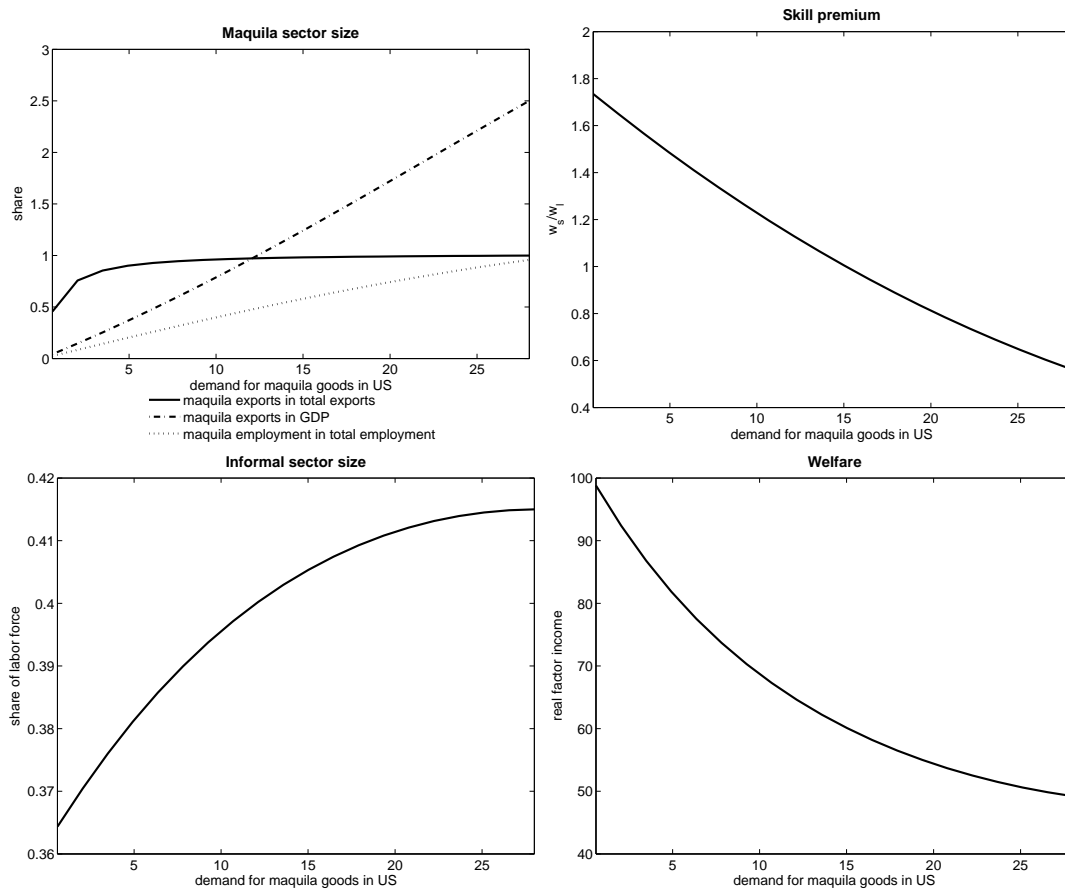 Maquila sector size
3
2.5
2
1.5
1
0.5
0
share
5 10 15 20 25
demand for maquila goods in US
maquila exports in total exports
maquila exports in GDP
maquila employment in total employment
Skill premium
2
1.8
1.6
1.4
1.2
1
0.8
0.6
0.4
w_s/w_l
5 10 15 20 25
demand for maquila goods in US
Informal sector size
0.42
0.41
0.4
0.39
0.38
0.37
0.36
share of labor force
5 10 15 20 25
demand for maquila goods in US
Welfare
100
90
80
70
60
50
40
real factor income
5 10 15 20 25
demand for maquila goods in US